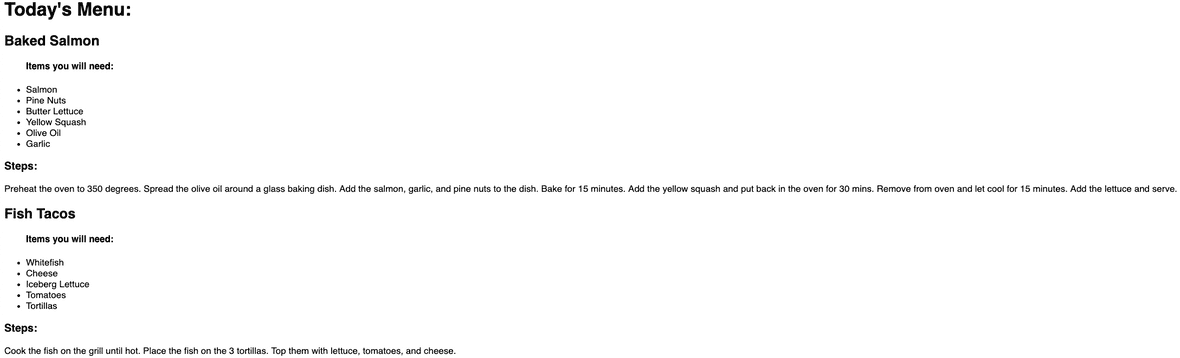 Today's Menu:
Baked Salmon
Items you will need:
• Salmon
• Pine Nuts
• Butter Lettuce
• Yellow Squash
• Olive Oil
• Garlic
Steps:
Preheat the oven to 350 degrees. Spread the olive oil around a glass baking dish. Add the salmon, garlic, and pine nuts to the dish. Bake for 15 minutes. Add the yellow squash and put back in the oven for 30 mins. Remove from oven and let cool for 15 minutes. Add the lettuce and serve.
Fish Tacos
Items you will need:
• Whitefish
• Cheese
• Iceberg Lettuce
• Tomatoes
• Tortillas
Steps:
Cook the fish on the grill until hot. Place the fish on the 3 tortillas. Top them with lettuce, tomatoes, and cheese.